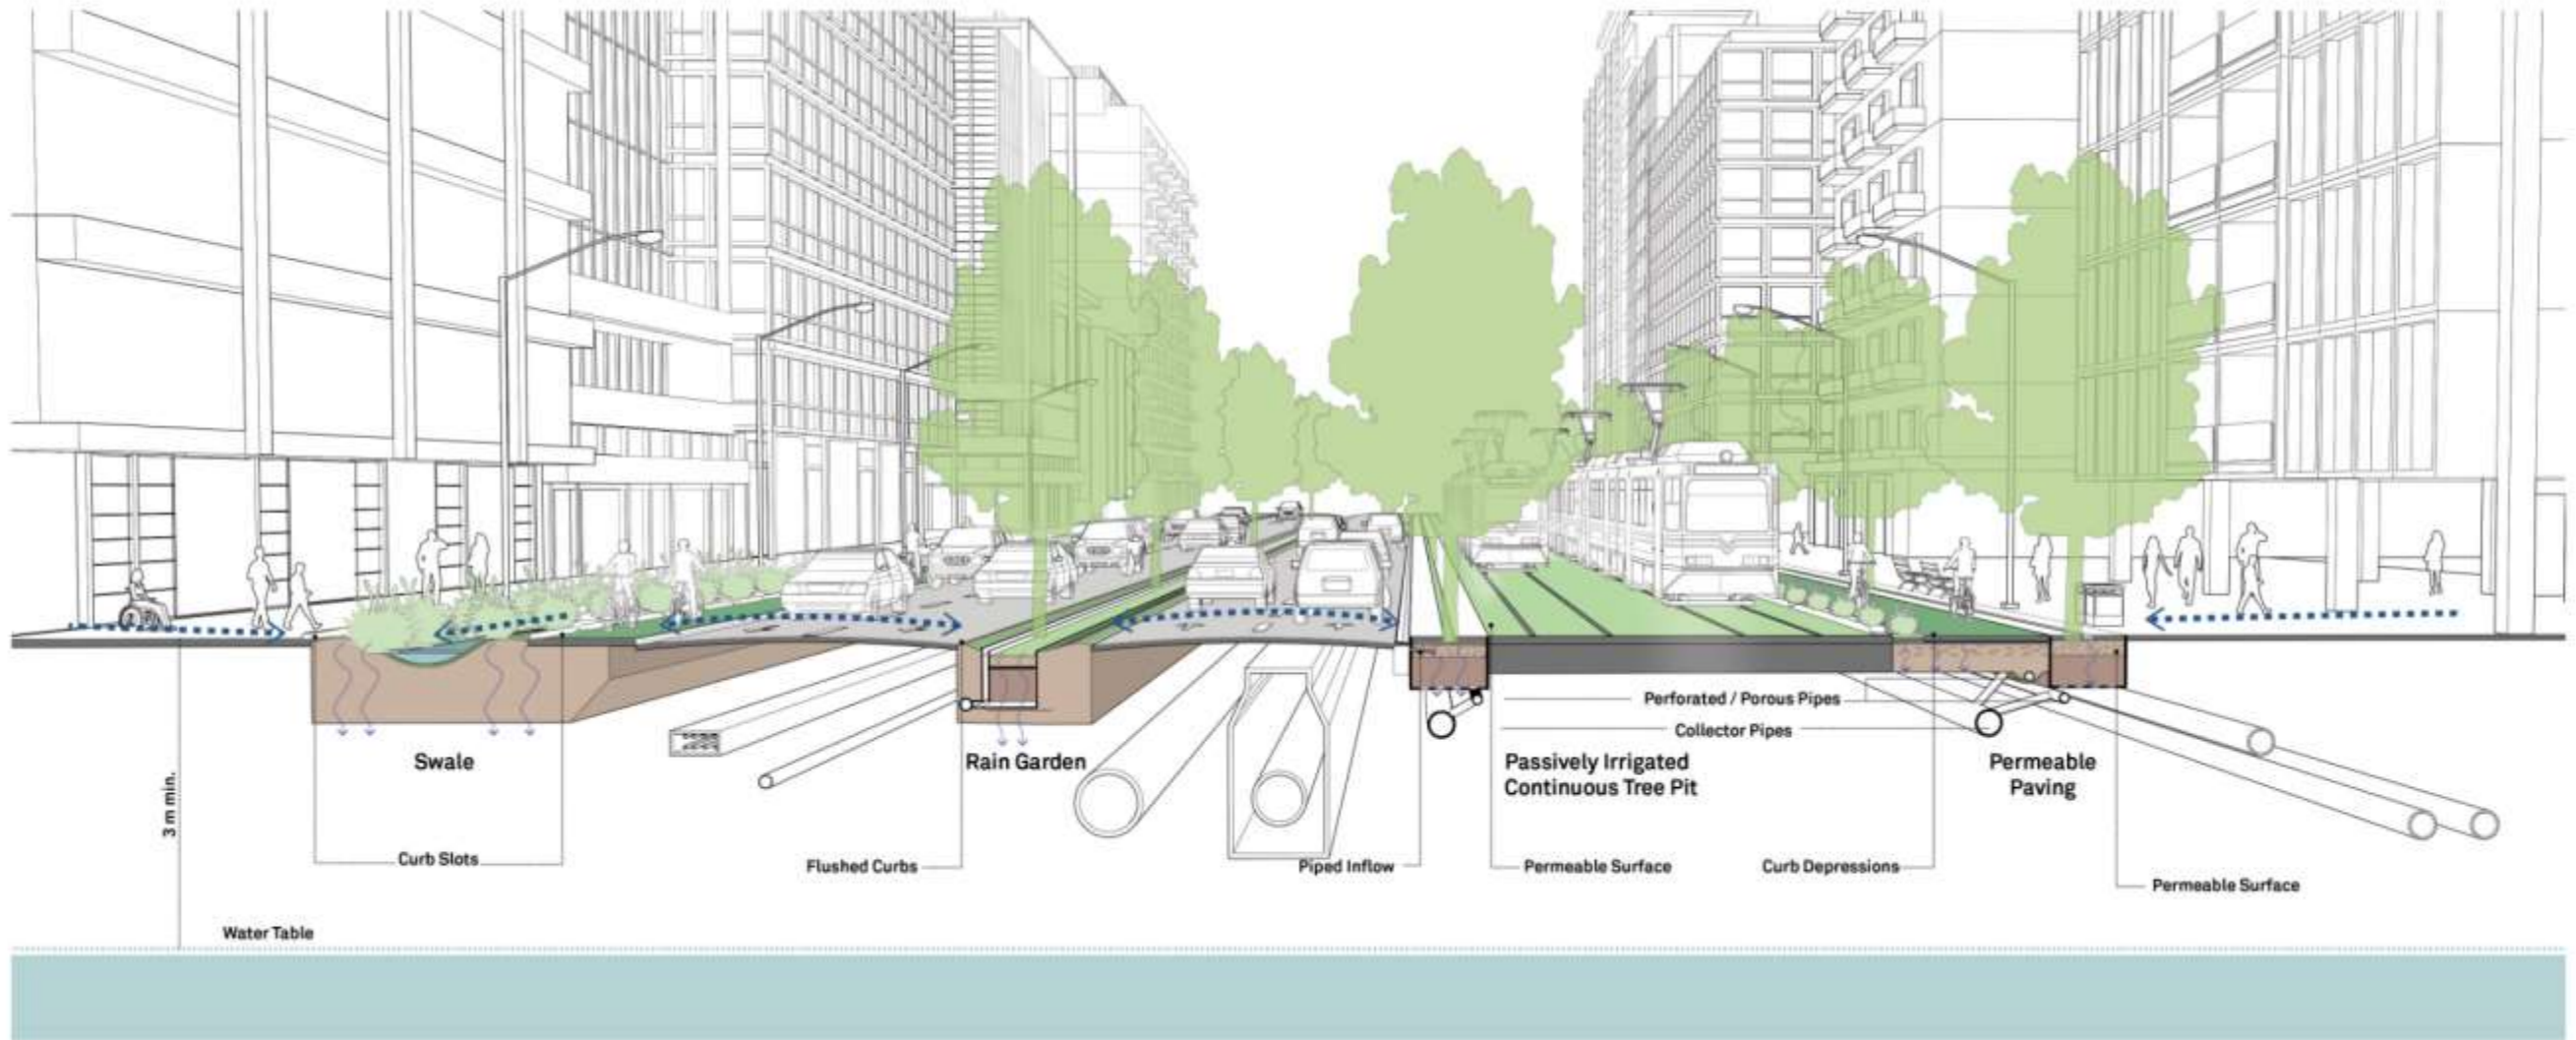 Perforated / Porous Pipes
Collector Pipes
Swale
Rain Garden
Passively Irrigated
Continuous Tree Pit
Permeable
Paving
3 m min.
Curb Slots
Flushed Curbs
Piped Inflow
Permeable Surface
Curb Depressions
Permeable Surface
Water Table